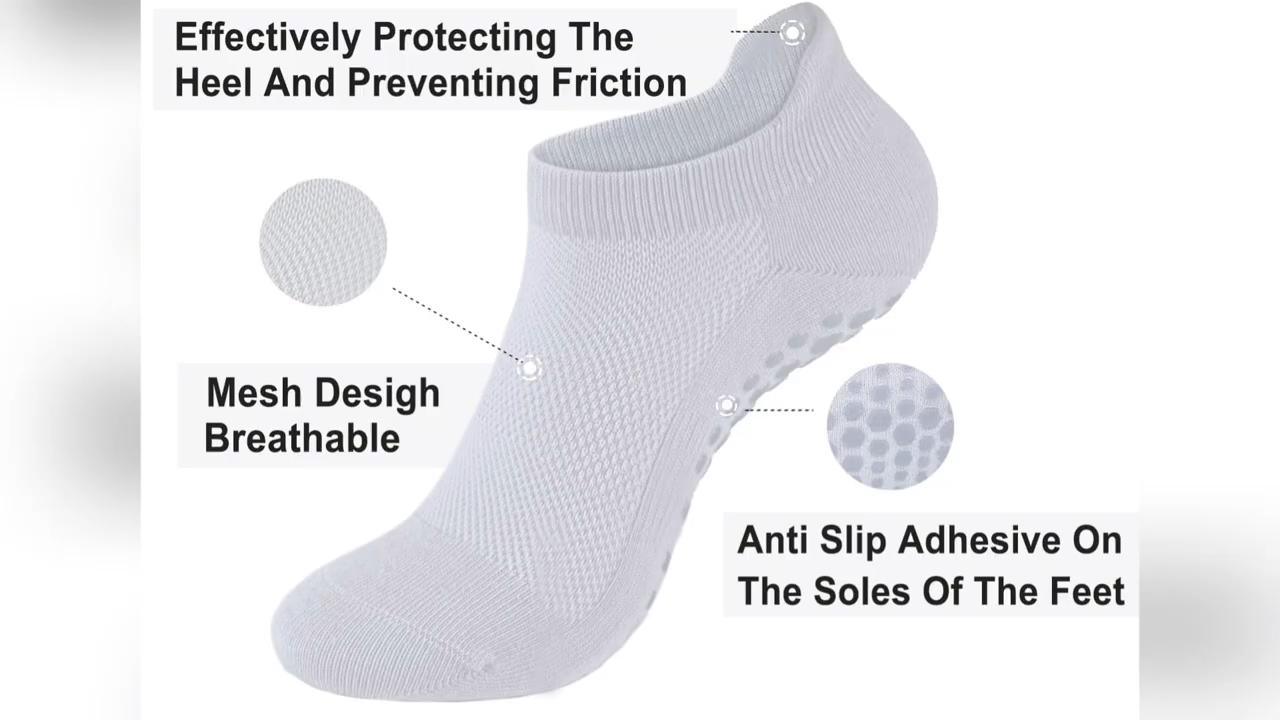 Effectively Protecting The
Heel And Preventing Friction
Mesh Desigh
Breathable
Anti Slip Adhesive On
The Soles Of The Feet